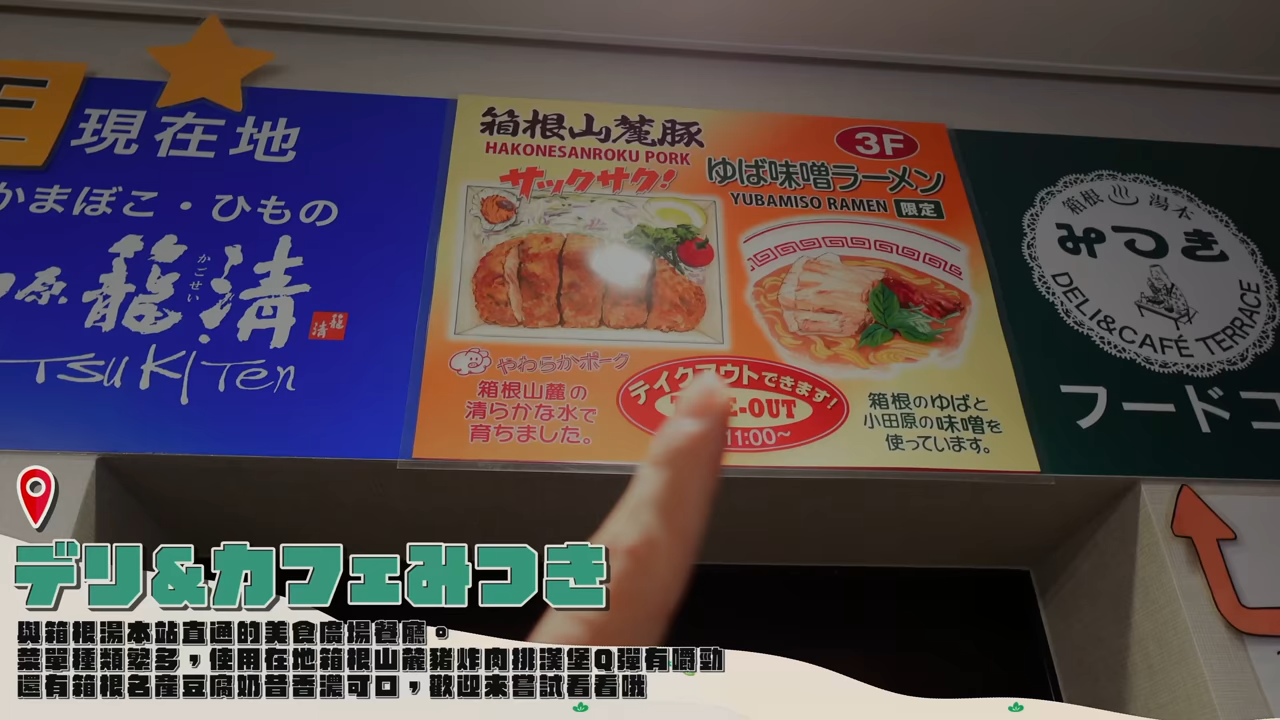 現在地
かまぼこ・ひもの
原 籠清
かごせい
籠清
TSUKITen
箱根山麓豚
HAKONESANROKU PORK
サックサク!
3F
ゆば味噌ラーメン
YUBAMISO RAMEN 限定
やわらかポーク
箱根山麓の
清らかな水で
育ちました。
テイクアウトできます!
E-OUT
11:00~
箱根のゆばと
小田原の味噌を
使っています。
箱根 湯本
みつき
DELI&CAFÉ TERRACE
フードコ
デリ&カフェみつき
與箱根湯本站直通的美食廣場餐廳。
菜單種類繁多,使用在地箱根山麓豬炸肉排漢堡Q彈有嚼勁
還有箱根名產豆腐奶昔香濃可口,歡迎來嘗試看看哦